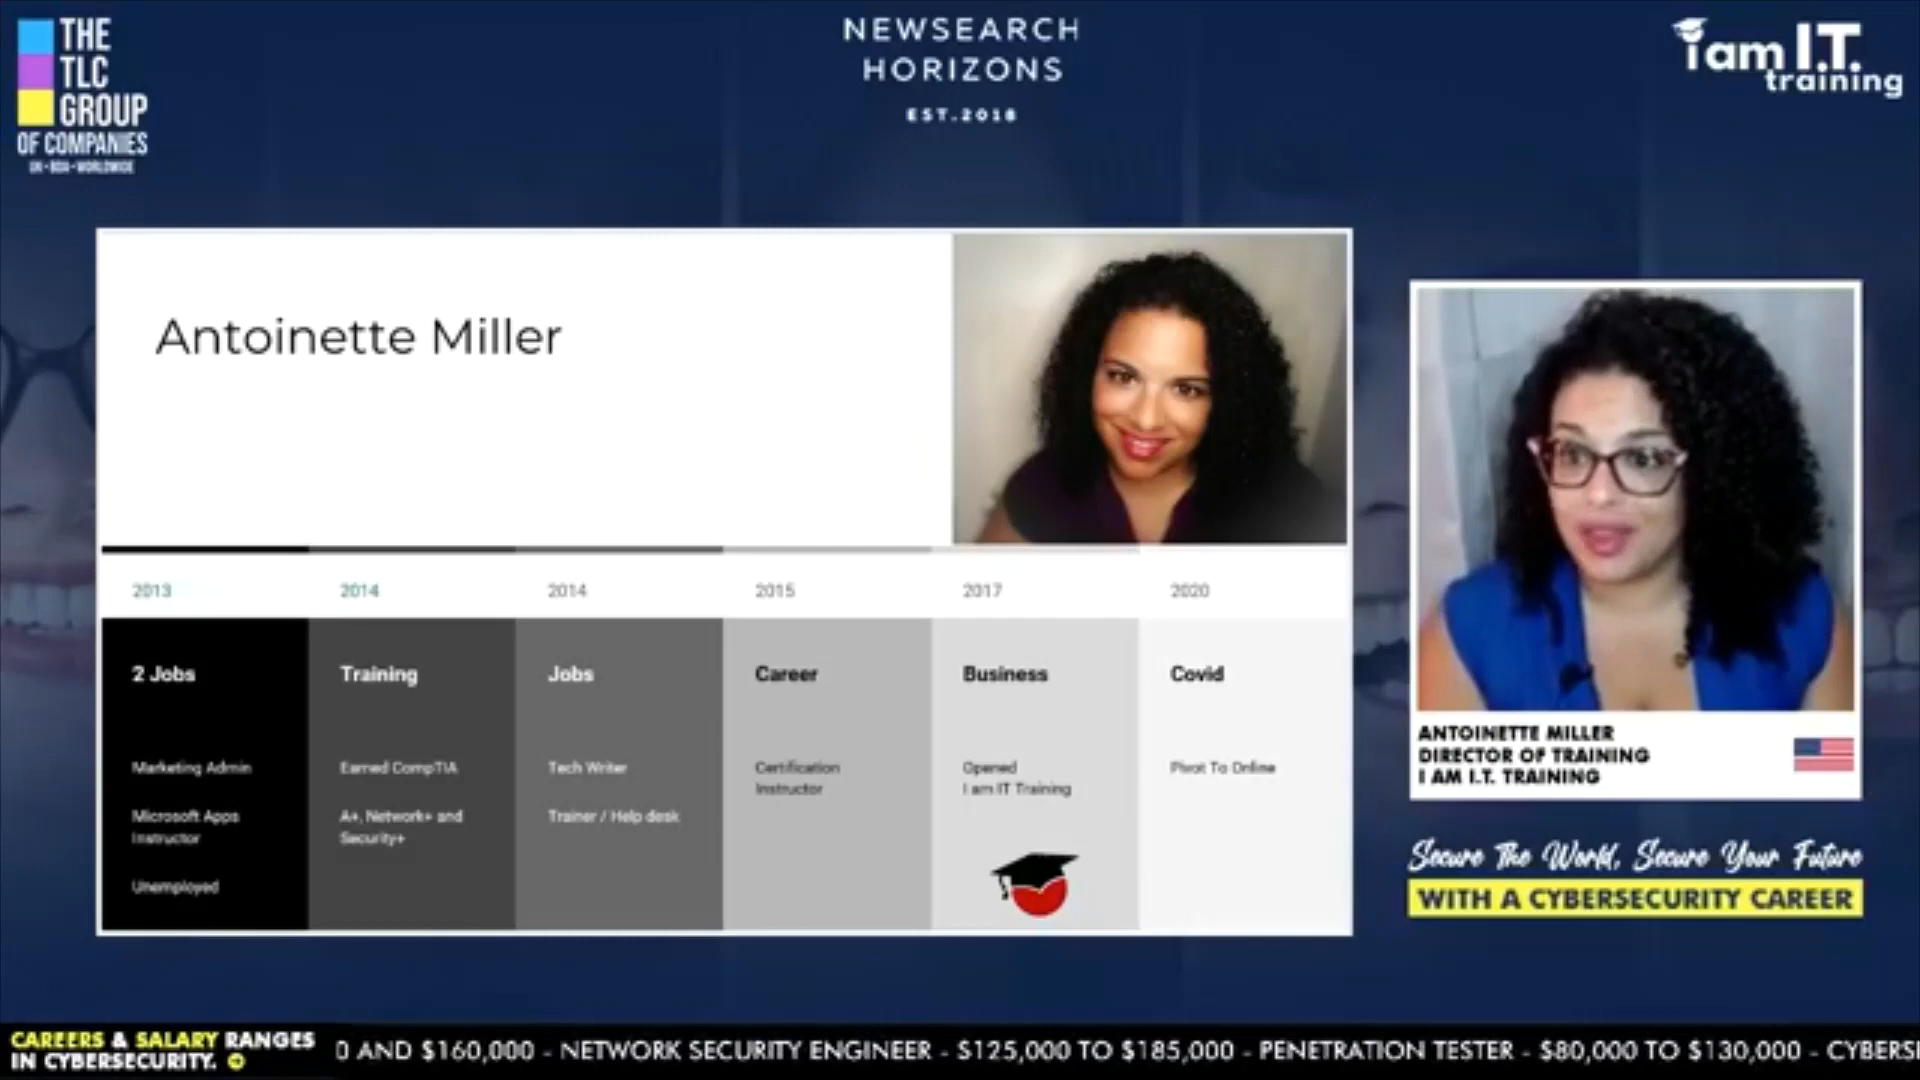 THE
TLC
GROUP
OF COMPANIES
UK • BDA • WORLDWIDE
NEWSEARCH
HORIZONS
EST.2018
i am I.T.
training
Antoinette Miller
2013
2014
2014
2015
2017
2020
2 Jobs
Training
Jobs
Career
Business
Covid
Marketing Admin
Microsoft Apps
Instructor
Unemployed
Earned CompTIA
A+, Network+ and
Security+
Tech Writer
Trainer / Help desk
Certification
Instructor
Opened
I am IT Training
Pivot To Online
ANTOINETTE MILLER
DIRECTOR OF TRAINING
I AM I.T. TRAINING
Secure The World, Secure Your Future
WITH A CYBERSECURITY CAREER
CAREERS & SALARY RANGES
IN CYBERSECURITY.
0 AND $160,000 - NETWORK SECURITY ENGINEER - $125,000 TO $185,000 - PENETRATION TESTER - $80,000 TO $130,000 - CYBERSE